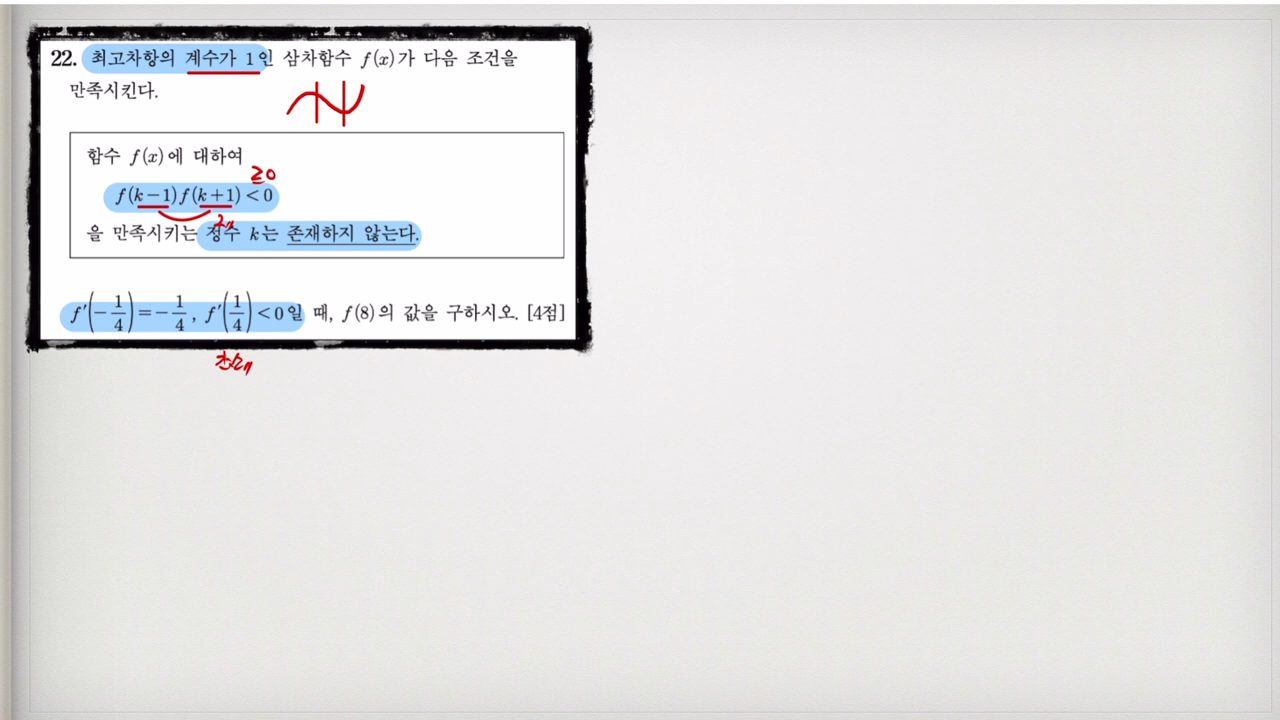 22. 최고차항의 계수가 1인 삼차함수 f(x)가 다음 조건을
만족시킨다.
함수 f(x)에 대하여
≥0
f(k-1)f(k+1)<0
을 만족시키는 정수 k는 존재하지 않는다.
f'(-1/4)=-1/4, f'(1/4)<0일 때, f(8)의 값을 구하시오. [4점]